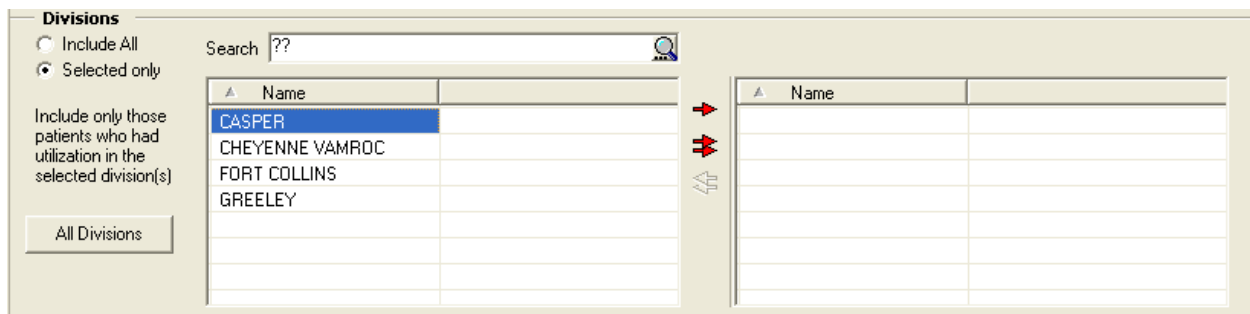 Divisions
Include All
Selected only
Include only those
patients who had
utilization in the
selected division(s)
All Divisions
Search ??
Name
CASPER
CHEYENNE VAMROC
FORT COLLINS
GREELEY
Name